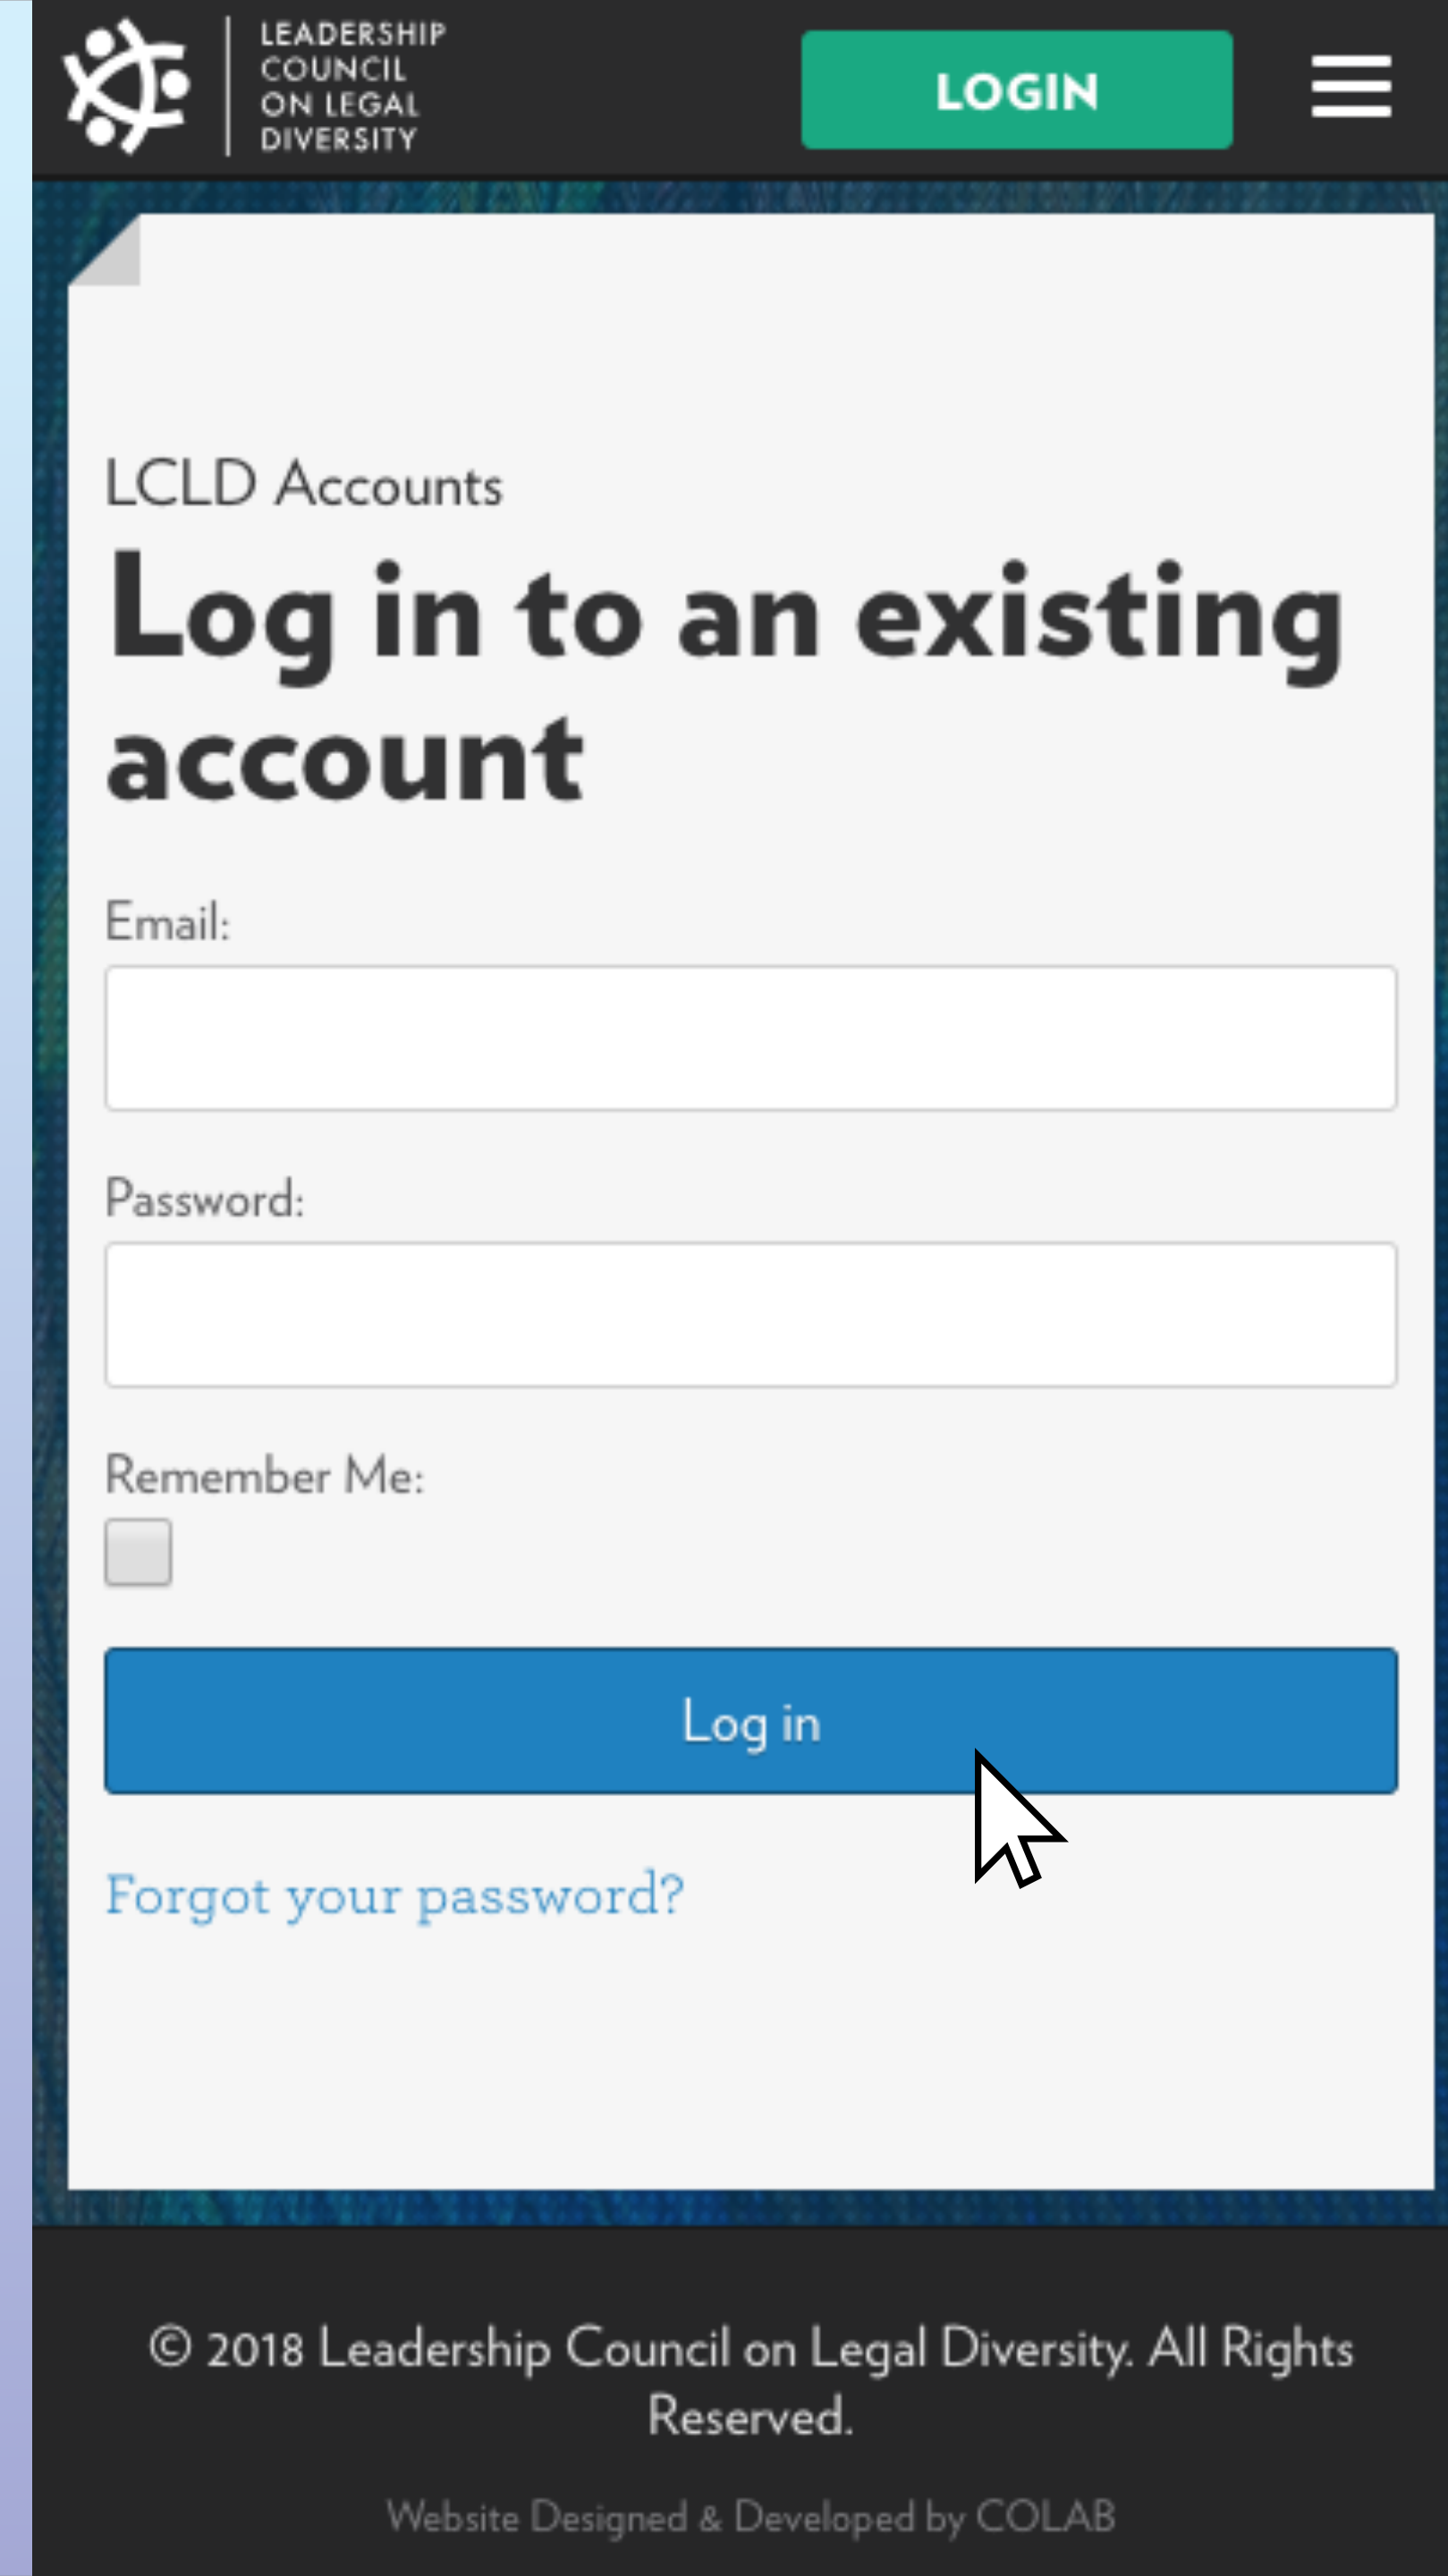 LEADERSHIP
COUNCIL
ON LEGAL
DIVERSITY
LOGIN
LCLD Accounts
Log in to an existing
account
Email:
Password:
Remember Me:
Log in
Forgot your password?
© 2018 Leadership Council on Legal Diversity. All Rights
Reserved.
Website Designed & Developed by COLAB